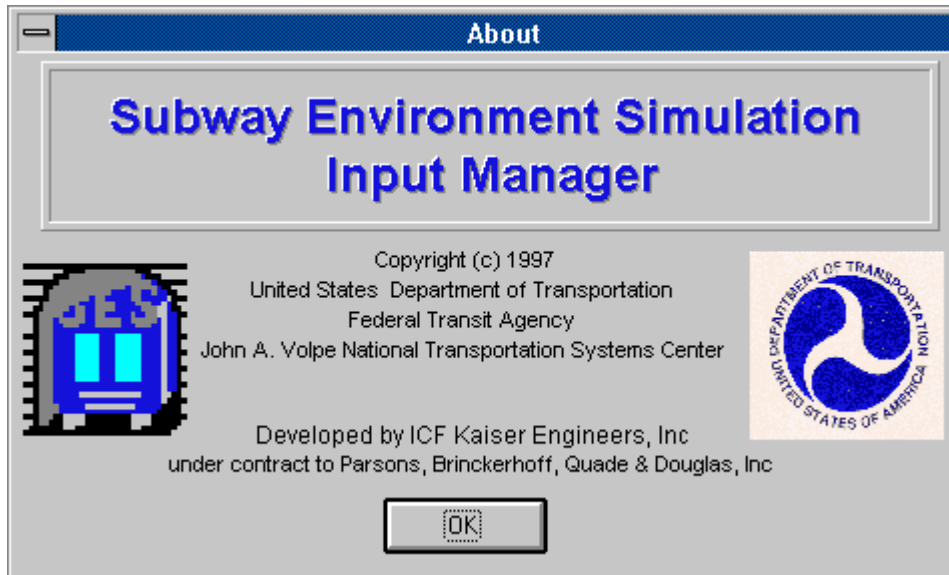 About
Subway Environment Simulation
Input Manager
SES
Copyright (c) 1997
United States Department of Transportation
Federal Transit Agency
John A. Volpe National Transportation Systems Center
DEPARTMENT OF TRANSPORTATION
UNITED STATES OF AMERICA
Developed by ICF Kaiser Engineers, Inc
under contract to Parsons, Brinckerhoff, Quade & Douglas, Inc
OK